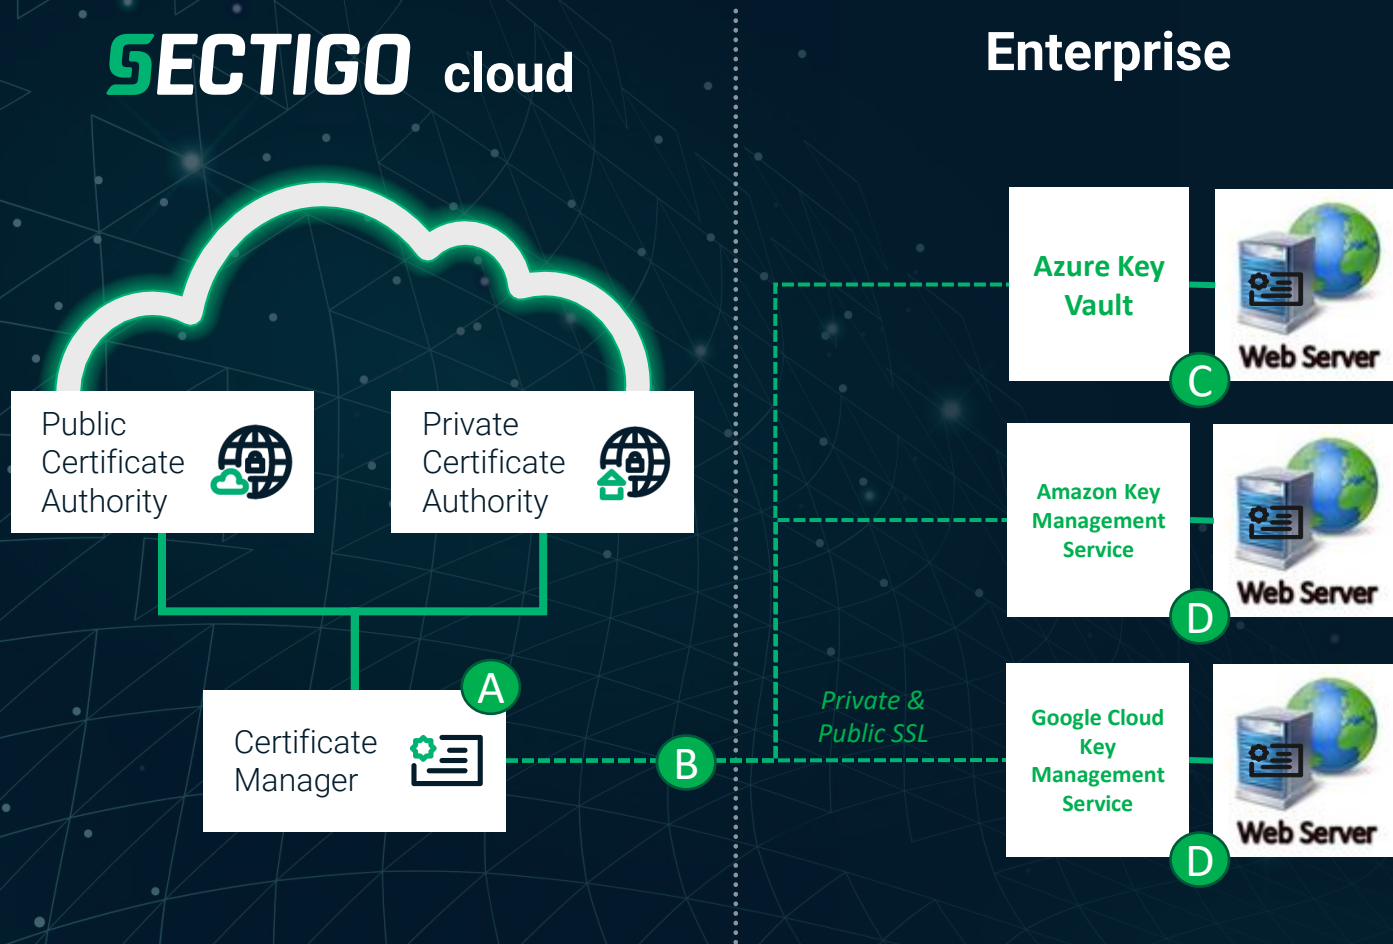 SECTIGO cloud
Enterprise
Public
Certificate
Authority
Private
Certificate
Authority
A
Certificate
Manager
B
Private &
Public SSL
Azure Key
Vault
C
Web Server
Amazon Key
Management
Service
D
Web Server
Google Cloud
Key
Management
Service
D
Web Server